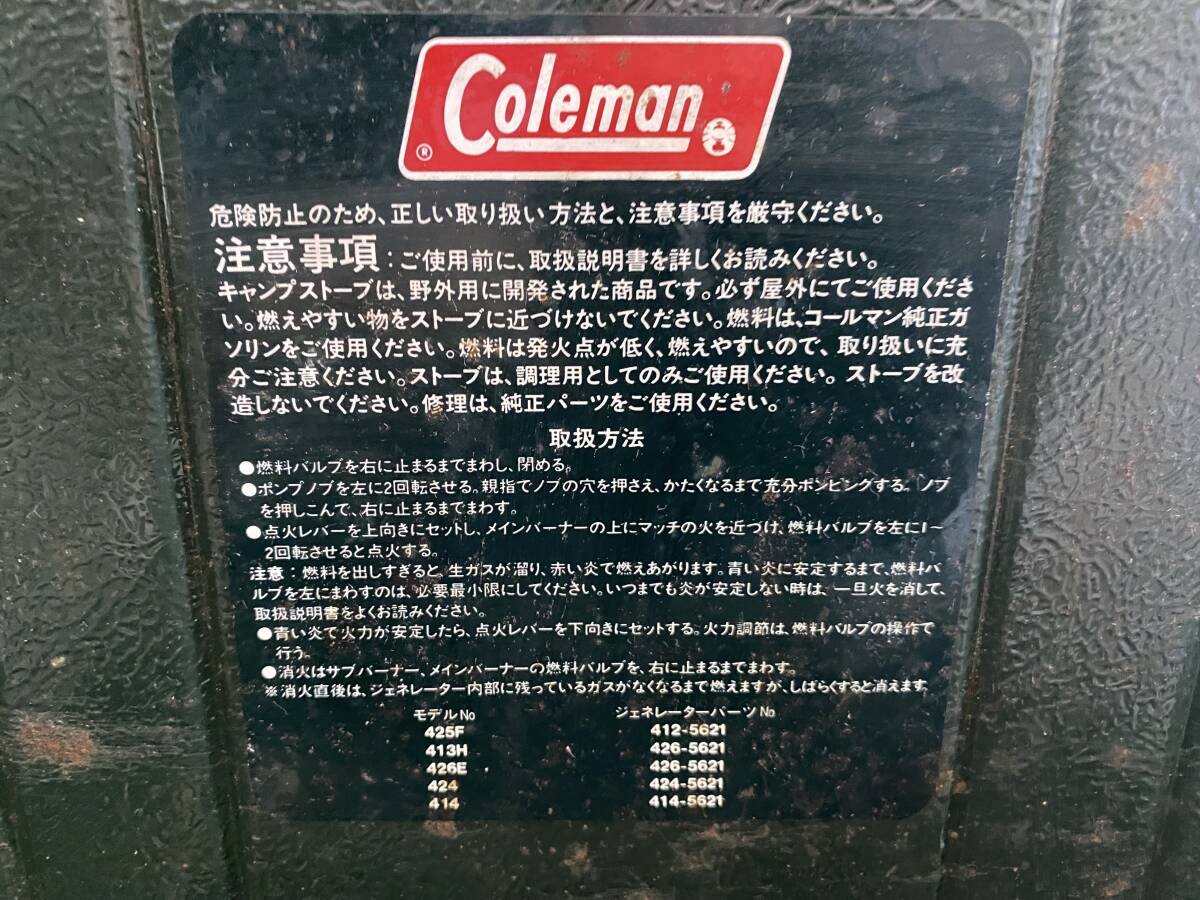 Coleman
®
危険防止のため、正しい取り扱い方法と、注意事項を厳守ください。
注意事項:ご使用前に、取扱説明書を詳しくお読みください。
キャンプストーブは、野外用に開発された商品です。必ず屋外にてご使用くださ
い。燃えやすい物をストーブに近づけないでください。燃料は、コールマン純正ガ
ソリンをご使用ください。燃料は発火点が低く、燃えやすいので、取り扱いに充
分ご注意ください。ストーブは、調理用としてのみご使用ください。ストーブを改
造しないでください。修理は、純正パーツをご使用ください。
取扱方法
●燃料バルブを右に止まるまでまわし、閉める。
●ポンプノブを左に2回転させる。親指でノブの穴を押さえ、かたくなるまで充分ポンピングする。ノブ
を押しこんで、右に止まるまでまわす。
●点火レバーを上向きにセットし、メインバーナーの上にマッチの火を近づけ、燃料バルブを左に1〜
2回転させると点火する。
注意:燃料を出しすぎると、生ガスが溜り、赤い炎で燃えあがります。青い炎に安定するまで、燃料バ
ルブを左にまわすのは、必要最小限にしてください。いつまでも炎が安定しない時は、一旦火を消して、
取扱説明書をよくお読みください。
●青い炎で火力が安定したら、点火レバーを下向きにセットする。火力調節は、燃料バルブの操作で
行う。
●消火はサブバーナー、メインバーナーの燃料バルブを、右に止まるまでまわす。
※消火直後は、ジェネレーター内部に残っているガスがなくなるまで燃えますが、しばらくすると消えます。
モデルNo ジェネレーターパーツNo
425F 412-5621
413H 426-5621
426E 426-5621
424 424-5621
414 414-5621